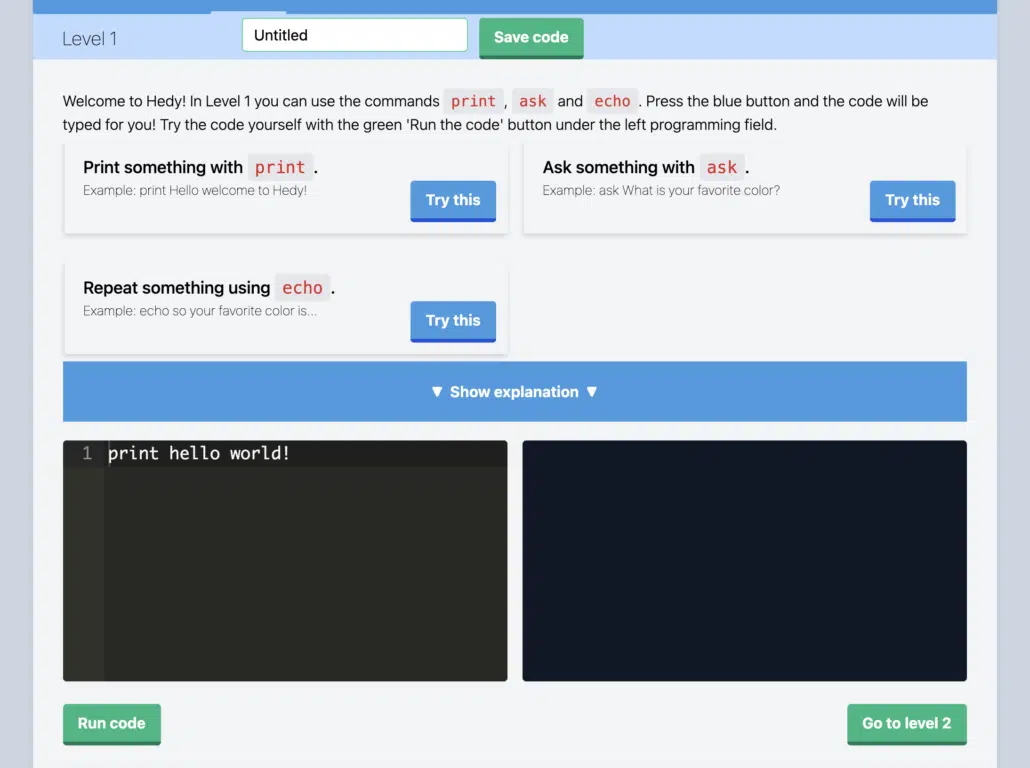 Level 1
Untitled
Save code
Welcome to Hedy! In Level 1 you can use the commands print , ask and echo . Press the blue button and the code will be
typed for you! Try the code yourself with the green 'Run the code' button under the left programming field.
Print something with print .
Example: print Hello welcome to Hedy!
Try this
Ask something with ask .
Example: ask What is your favorite color?
Try this
Repeat something using echo .
Example: echo so your favorite color is...
Try this
▼ Show explanation ▼
1 print hello world!
Run code
Go to level 2